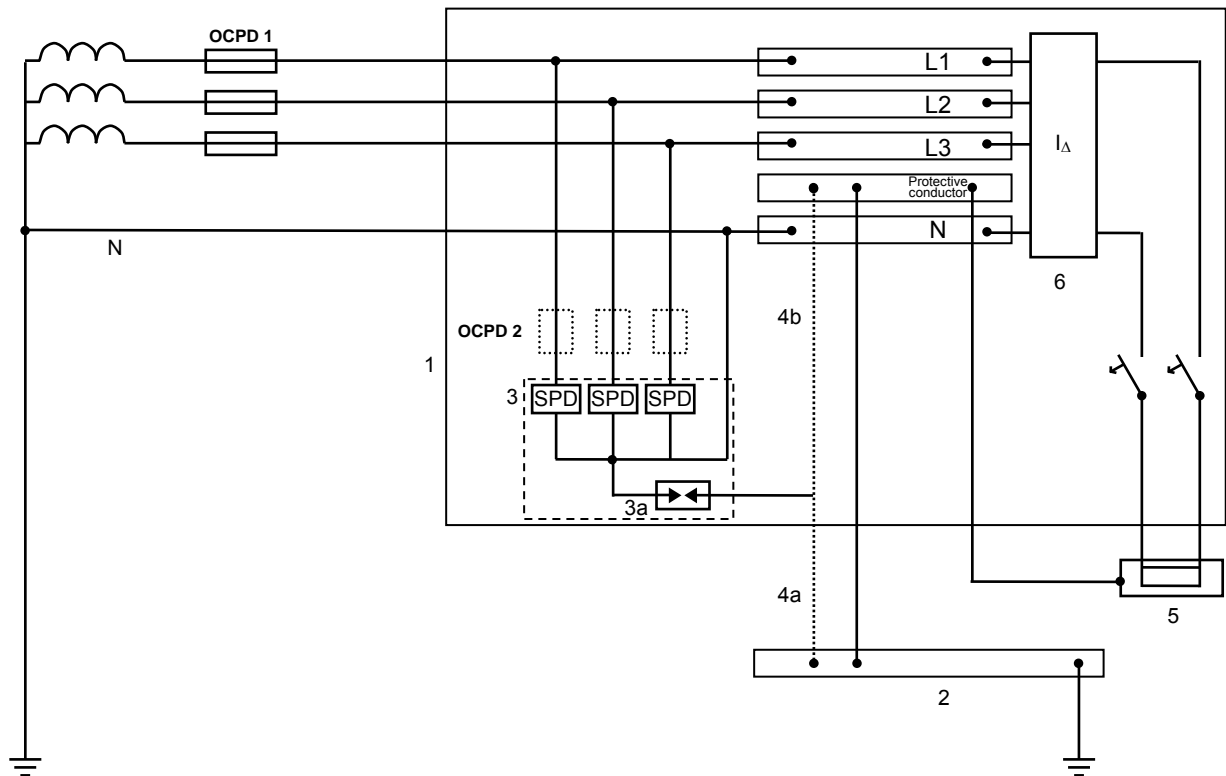 OCPD 1
L1
L2
L3
I∆
Protective
conductor
N
N
6
4b
OCPD 2
1
3
SPD SPD SPD
3a
4a
5
2